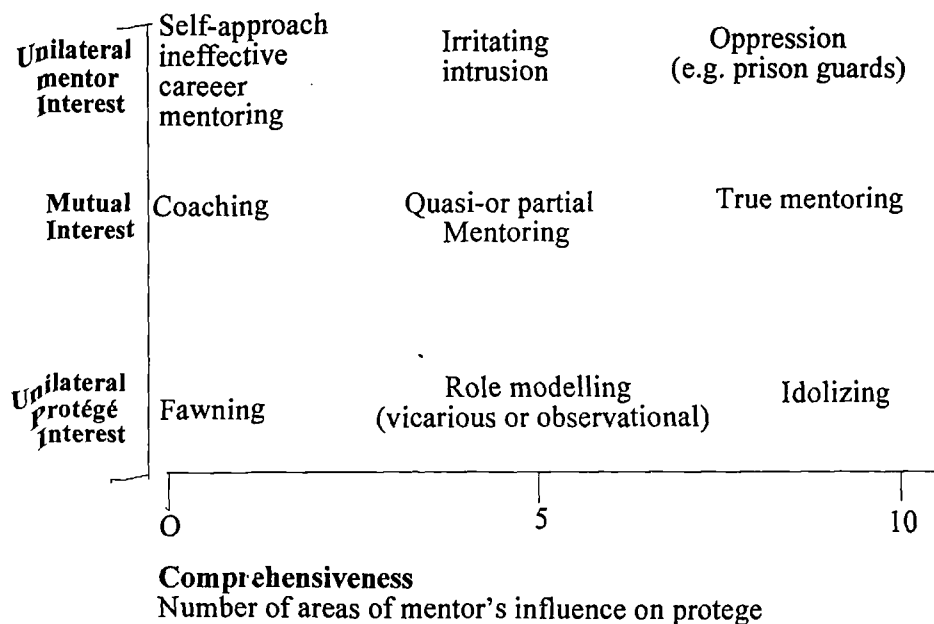 Unilateral
mentor
Interest
Self-approach
ineffective
careeer
mentoring
Irritating
intrusion
Oppression
(e.g. prison guards)
Mutual
Interest
Coaching
Quasi-or partial
Mentoring
True mentoring
Unilateral
Protégé
Interest
Fawning
Role modelling
(vicarious or observational)
Idolizing
O
5
10
Comprehensiveness
Number of areas of mentor's influence on protege